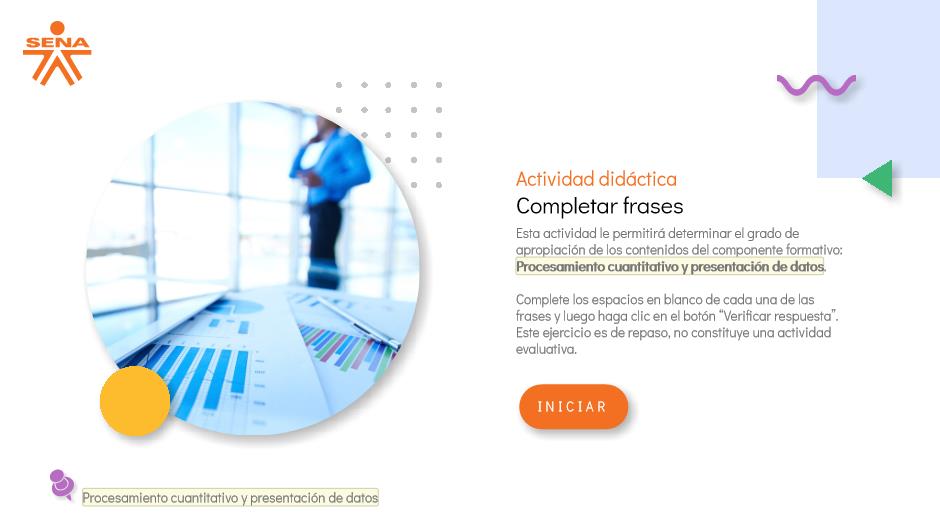 SENA
Actividad didáctica
Completar frases
Esta actividad le permitirá determinar el grado de
apropiación de los contenidos del componente formativo:
Procesamiento cuantitativo y presentación de datos.
Complete los espacios en blanco de cada una de las
frases y luego haga clic en el botón “Verificar respuesta”.
Este ejercicio es de repaso, no constituye una actividad
evaluativa.
INICIAR
Procesamiento cuantitativo y presentación de datos